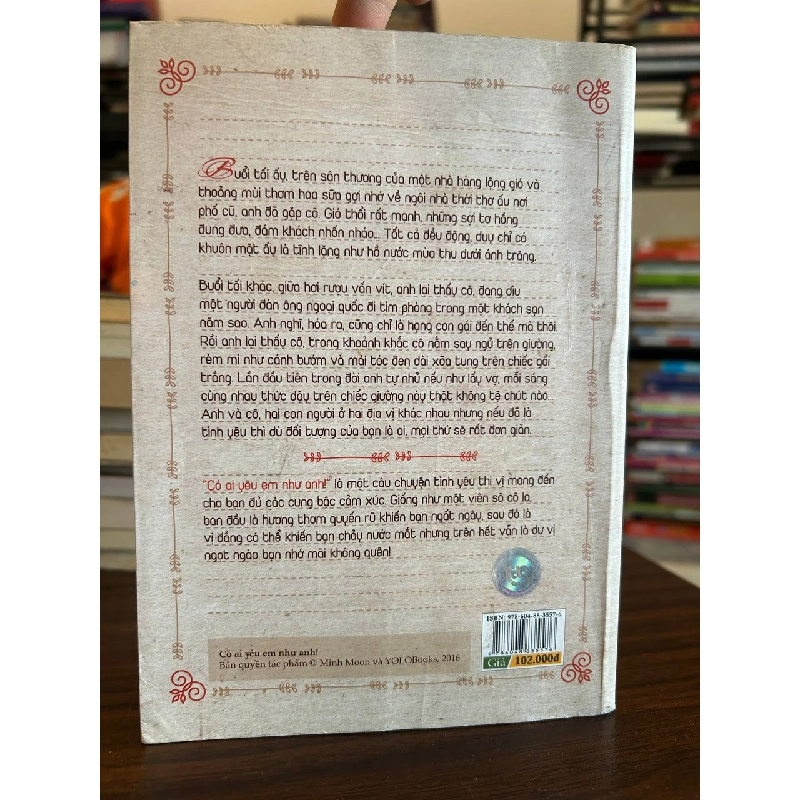 Buổi tối ấy, trên sân thượng của một nhà hàng lộng gió và
thoảng mùi thơm hoa sữa gợi nhớ về ngôi nhà thời thơ ấu nơi
phố cũ, anh đã gặp cô. Gió thổi rất mạnh, những sợi tơ hồng
đung đưa, đám khách nhốn nháo... Tất cả đều động, duy chỉ có
khuôn mặt ấy là tĩnh lặng như hồ nước mùa thu dưới ánh trăng.
Buổi tối khác, giữa hơi rượu vấn vít, anh lại thấy cô, đang dìu
một người đàn ông ngoại quốc đi tìm phòng trong một khách sạn
năm sao. Anh nghĩ, hóa ra, cũng chỉ là hạng con gái đến thế mà thôi
Rồi anh lại thấy cô, trong khoảnh khắc cô nằm say ngủ trên giường,
rèm mi như cánh bướm và mái tóc đen dài xõa tung trên chiếc gối
trắng. Lần đầu tiên trong đời anh tự nhủ nếu như lấy vợ, mỗi sáng
cùng nhau thức dậy trên chiếc giường này thật không tệ chút nào...
Anh và cô, hai con người ở hai địa vị khác nhau nhưng nếu đã là
tình yêu thì dù đối tượng của bạn là ai, mọi thứ sẽ rất đơn giản.
"Có ai yêu em như anh!" là một câu chuyện tình yêu thi vị mang đến
cho bạn đủ các cung bậc cảm xúc. Giống như một viên sô cô la,
ban đầu là hương thơm quyến rũ khiến bạn ngất ngây, sau đó là
vị đắng có thể khiến bạn chảy nước mắt nhưng trên hết vẫn là dư vị
ngọt ngào bạn nhớ mãi không quên!
Có ai yêu em như anh!
Bản quyền tác phẩm © Minh Moon và YOLOBooks, 2016
Giá 102.000đ